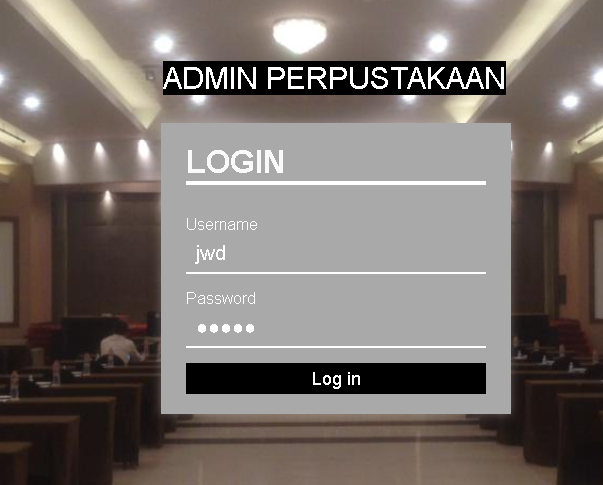 ADMIN PERPUSTAKAAN
LOGIN
Username
jwd
Password
●●●●●
Log in